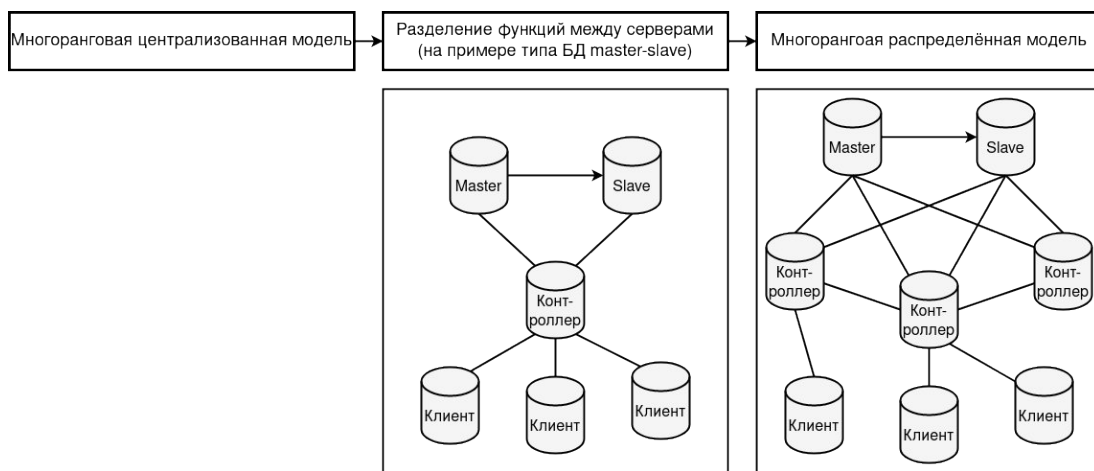 Многоранговая централизованная модель
Разделение функций между серверами
(на примере типа БД master-slave)
Многорангоая распределённая модель
Master
Slave
Конт-
роллер
Клиент
Клиент
Клиент
Master
Slave
Конт-
роллер
Конт-
роллер
Конт-
роллер
Клиент
Клиент
Клиент